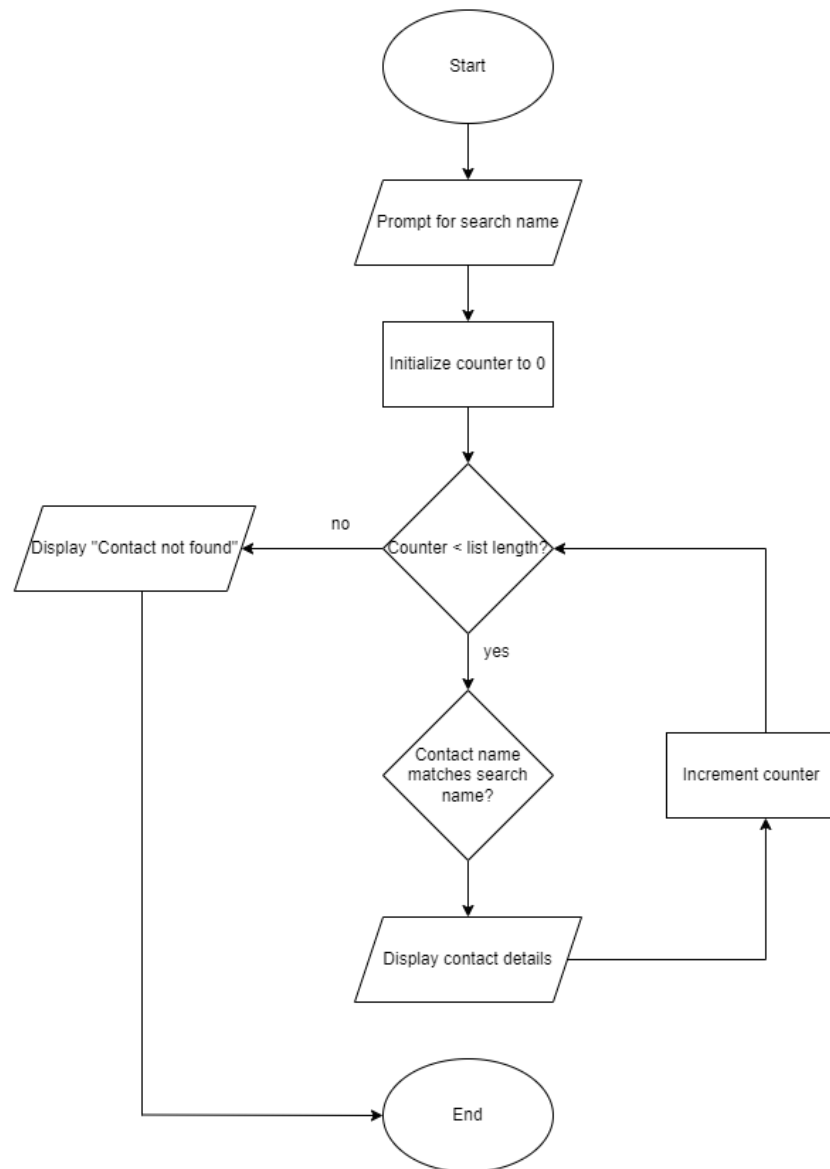 Start
Prompt for search name
Initialize counter to 0
Counter < list length?
no
Display "Contact not found"
yes
Contact name
matches search
name?
Increment counter
Display contact details
End